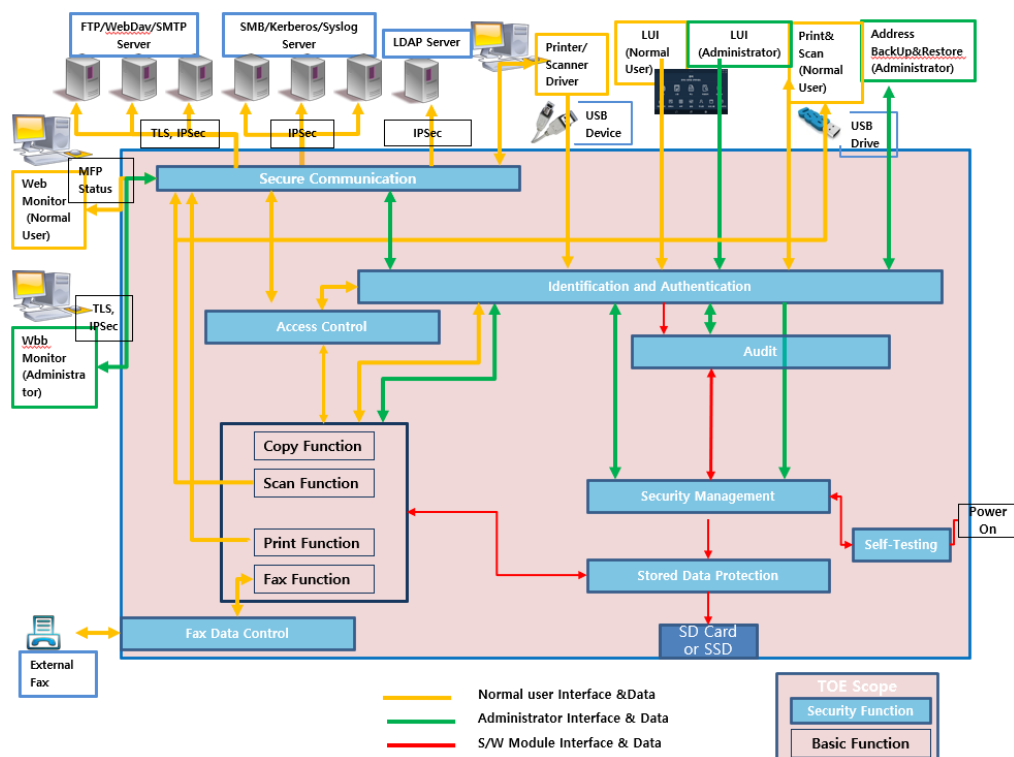 FTP/WebDav/SMTP
Server
SMB/Kerberos/Syslog
Server
LDAP Server
Printer/
Scanner
Driver
LUI
(Normal
User)
LUI
(Administrator)
Print&
Scan
(Normal
User)
Address
BackUp&Restore
(Administrator)
USB
Device
USB
Drive
TLS, IPSec
IPSec
IPSec
MFP
Status
Web
Monitor
(Normal
User)
Secure Communication
Identification and Authentication
TLS,
IPSec
Wbb
Monitor
(Administra
tor)
Access Control
Audit
Copy Function
Scan Function
Print Function
Fax Function
Security Management
Power
On
Self-Testing
Stored Data Protection
Fax Data Control
SD Card
or SSD
External
Fax
Normal user Interface &Data
Administrator Interface & Data
S/W Module Interface & Data
TOE Scope
Security Function
Basic Function